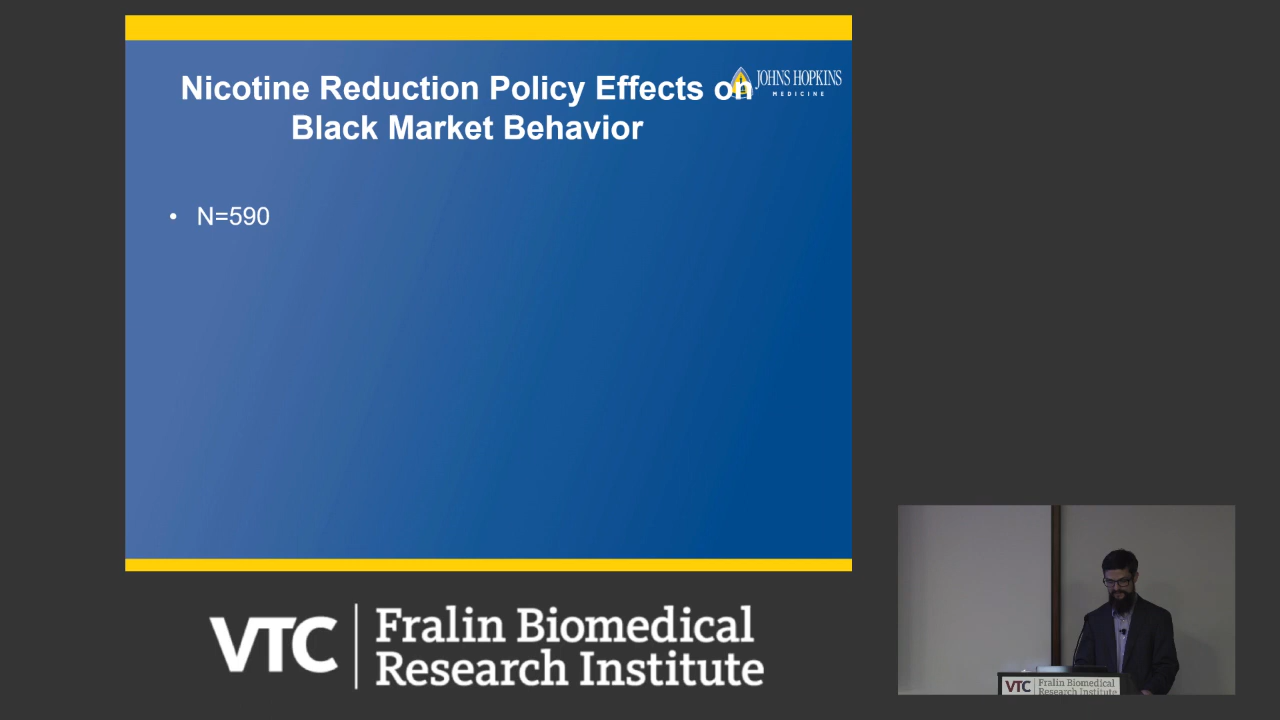 Nicotine Reduction Policy Effects on
Black Market Behavior
JOHNS HOPKINS
MEDICINE
• N=590
VTC
Fralin Biomedical
Research Institute
VTC
Fralin Biomedical
Research Institute